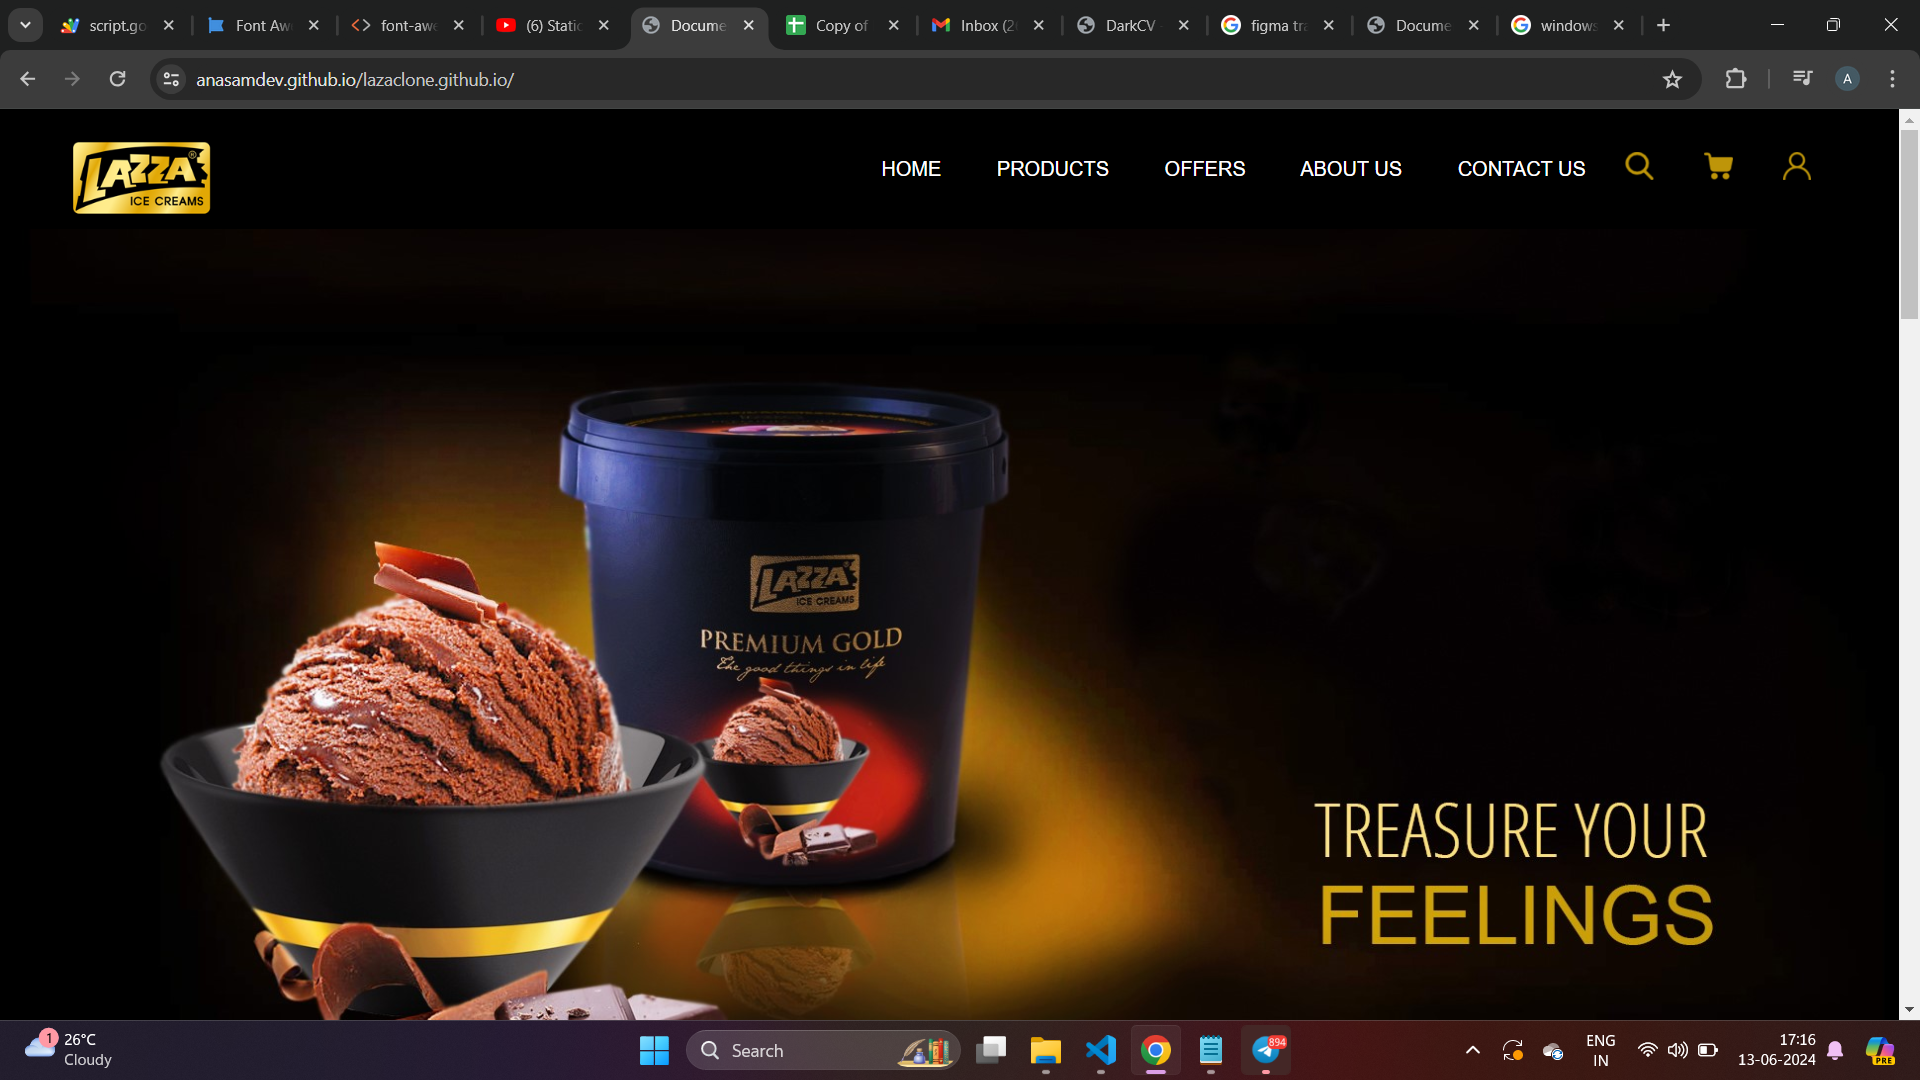 script.go
Font Aw
font-awe
(6) Static
Docume
Copy of
Inbox (2
DarkCV
figma tra
Docume
windows
anasamdev.github.io/lazaclone.github.io/
LAZZA®
ICE CREAMS
HOME
PRODUCTS
OFFERS
ABOUT US
CONTACT US
LAZZA
ICE CREAMS
PREMIUM GOLD
The good things in life
TREASURE YOUR
FEELINGS
1
26°C
Cloudy
Search
894
ENG
IN
17:16
13-06-2024
A
PRE